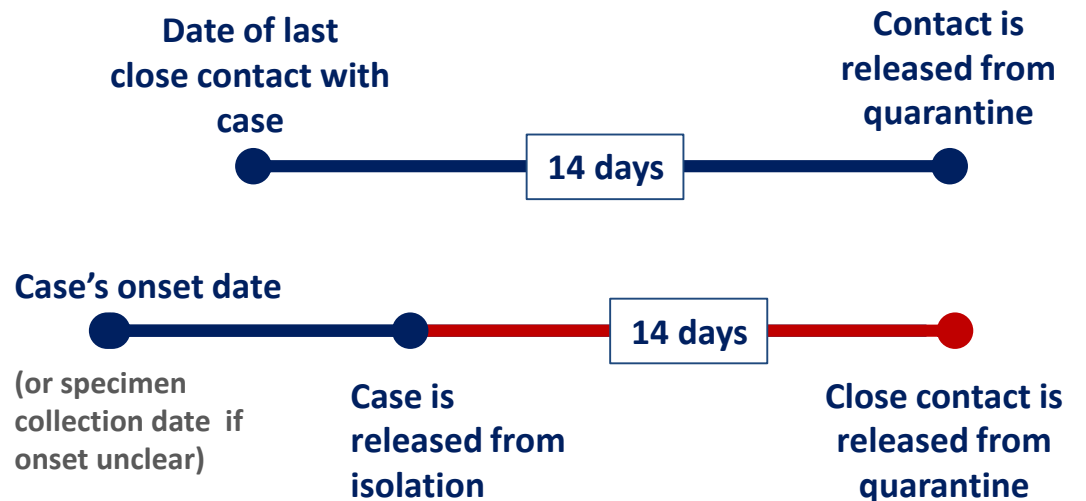 Date of last
close contact with
case
Contact is
released from
quarantine
14 days
Case’s onset date
14 days
(or specimen
collection date  if
onset unclear)
Case is
released from
isolation
Close contact is
released from
quarantine